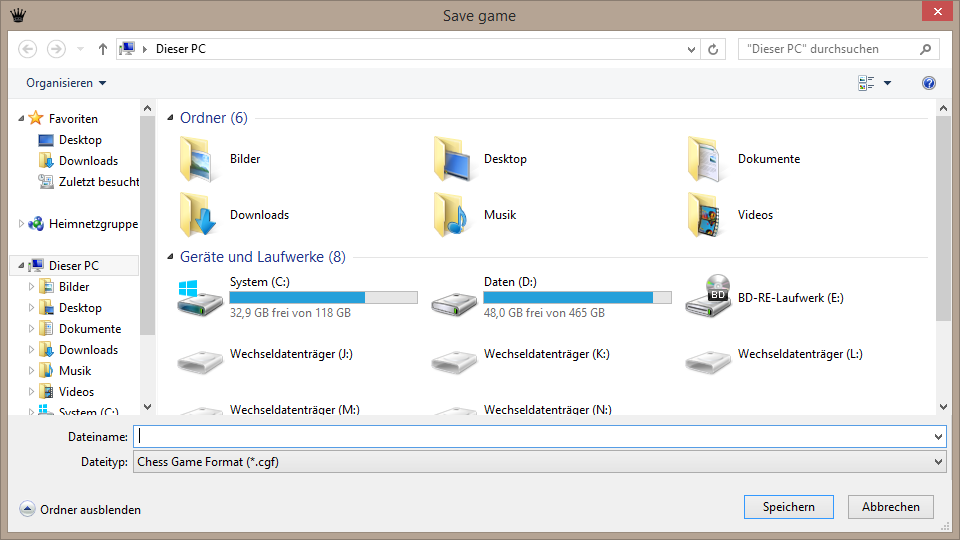 Save game
Dieser PC
"Dieser PC" durchsuchen
Organisieren
Favoriten
Desktop
Downloads
Zuletzt besucht
Heimnetzgruppe
Dieser PC
Bilder
Desktop
Dokumente
Downloads
Musik
Videos
System (C:)
Ordner (6)
Bilder
Desktop
Dokumente
Downloads
Musik
Videos
Geräte und Laufwerke (8)
System (C:)
32,9 GB frei von 118 GB
Daten (D:)
48,0 GB frei von 465 GB
BD
BD-RE-Laufwerk (E:)
Wechseldatenträger (J:)
Wechseldatenträger (K:)
Wechseldatenträger (L:)
Wechseldatenträger (M:)
Wechseldatenträger (N:)
Dateiname:
Dateityp: Chess Game Format (*.cgf)
Ordner ausblenden
Speichern
Abbrechen